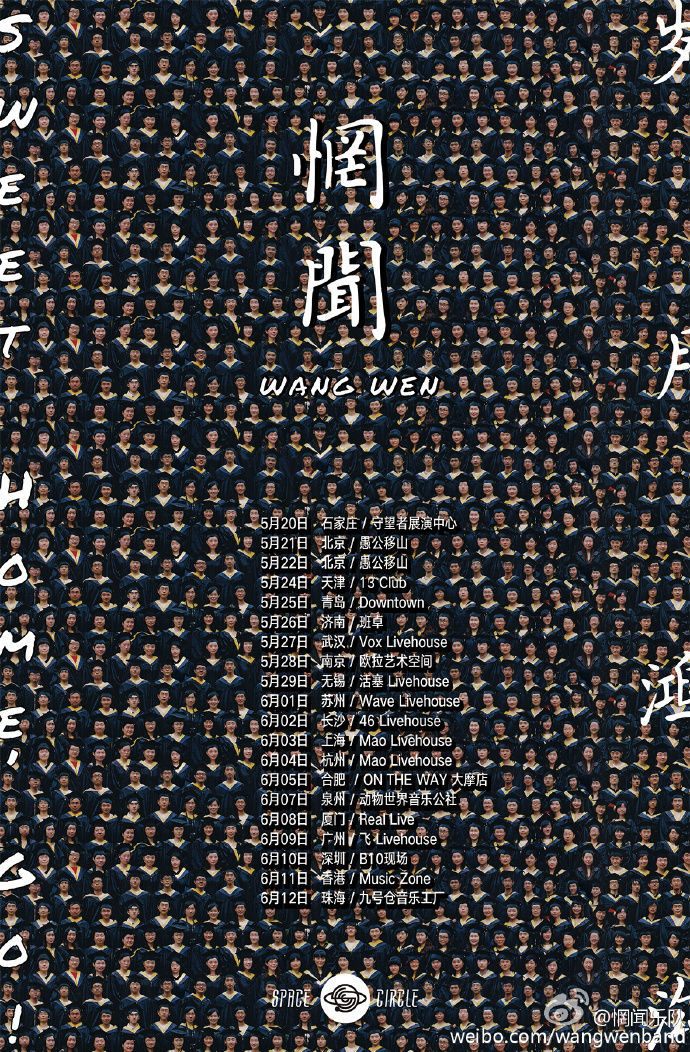 SWEET HOME, GO!
岁月鸿沟
惘
聞
WANG WEN
5月20日 · 石家庄 / 守望者展演中心
5月21日 · 北京 / 愚公移山
5月22日 · 北京 / 愚公移山
5月24日 · 天津 / 13 Club
5月25日 · 青岛 / Downtown
5月26日 · 济南 / 班卓
5月27日 · 武汉 / Vox Livehouse
5月28日 · 南京 / 欧拉艺术空间
5月29日 · 无锡 / 活塞 Livehouse
6月01日 · 苏州 / Wave Livehouse
6月02日 · 长沙 / 46 Livehouse
6月03日 · 上海 / Mao Livehouse
6月04日 · 杭州 / Mao Livehouse
6月05日 · 合肥 / ON THE WAY 大摩店
6月07日 · 泉州 / 动物世界音乐公社
6月08日 · 厦门 / Real Live
6月09日 · 广州 / 飞 Livehouse
6月10日 · 深圳 / B10现场
6月11日 · 香港 / Music Zone
6月12日 · 珠海 / 九号仓音乐工厂
SPACE CIRCLE
@惘闻乐队
weibo.com/wangwenband